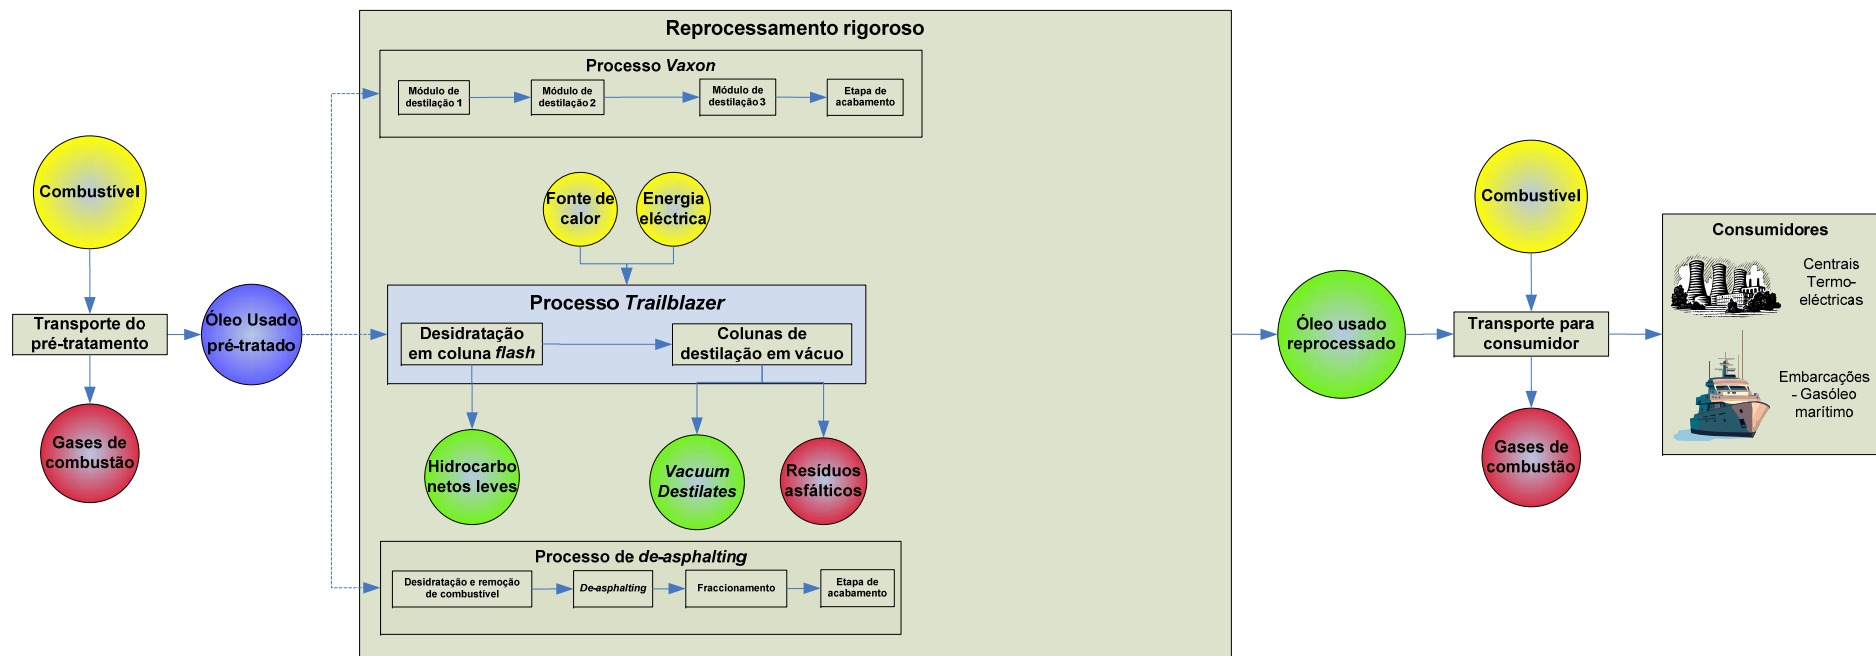 Reprocessamento rigoroso
Processo Vaxon
Módulo de
destilação 1
Módulo de
destilação 2
Módulo de
destilação 3
Etapa de
acabamento
Combustível
Transporte do
pré-tratamento
Gases de
combustão
Óleo Usado
pré-tratado
Fonte de
calor
Energia
eléctrica
Processo Trailblazer
Desidratação
em coluna flash
Colunas de
destilação em vácuo
Hidrocarbo
netos leves
Vacuum
Destilates
Resíduos
asfálticos
Processo de de-asphalting
Desidratação e remoção
de combustível
De-asphalting
Fraccionamento
Etapa de
acabamento
Óleo usado
reprocessado
Combustível
Transporte para
consumidor
Gases de
combustão
Consumidores
Centrais
Termo-
eléctricas
Embarcações
- Gasóleo
marítimo